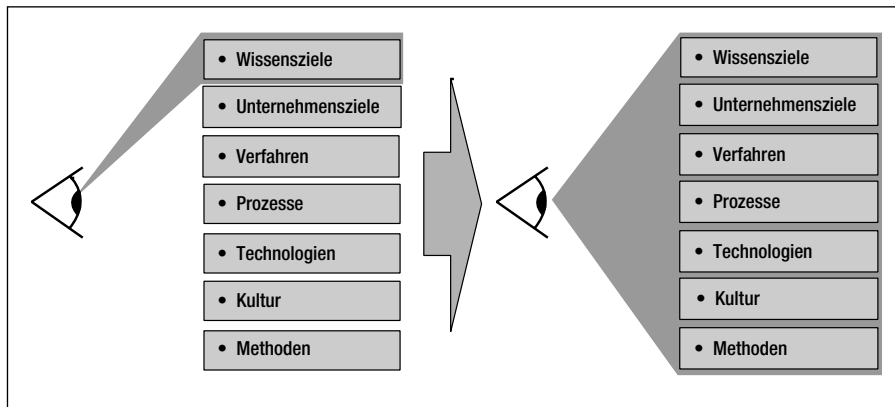 • Wissensziele
• Unternehmensziele
• Verfahren
• Prozesse
• Technologien
• Kultur
• Methoden
• Wissensziele
• Unternehmensziele
• Verfahren
• Prozesse
• Technologien
• Kultur
• Methoden